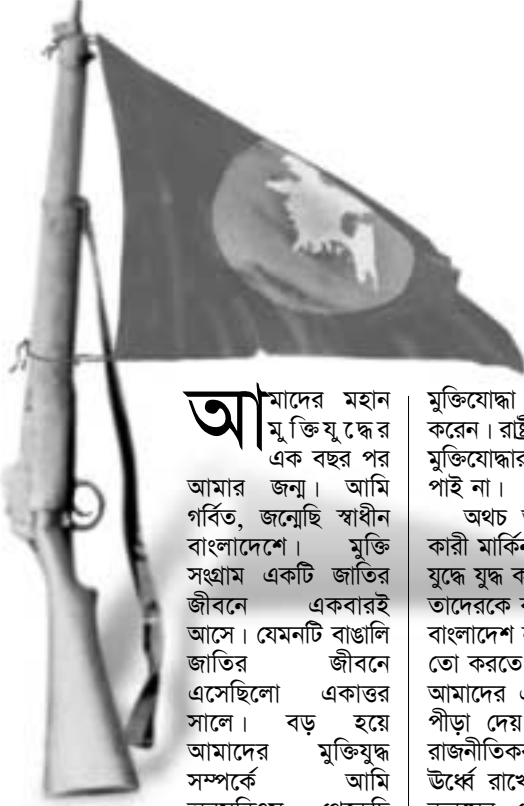 আমাদের মহান
মুক্তিযুদ্ধের
এক বছর পর
আমার জন্ম। আমি
গর্বিত, জন্মেছি স্বাধীন
বাংলাদেশে। মুক্তি
সংগ্রাম একটি জাতির
জীবনে একবারই
আসে। যেমনটি বাঙালি
জাতির জীবনে
এসেছিলো একাত্তর
সালে। বড় হয়ে
আমাদের মুক্তিযুদ্ধ
সম্পর্কে আমি
মুক্তিযোদ্ধা
করেন। রাষ্ট্র
মুক্তিযোদ্ধার
পাই না।
অথচ
কারী মার্কিন
যুদ্ধে যুদ্ধ
তাদেরকে
বাংলাদেশ
তো করতে
আমাদের
পীড়া দেয়
রাজনীতিক
ঊর্ধ্বে রাখে